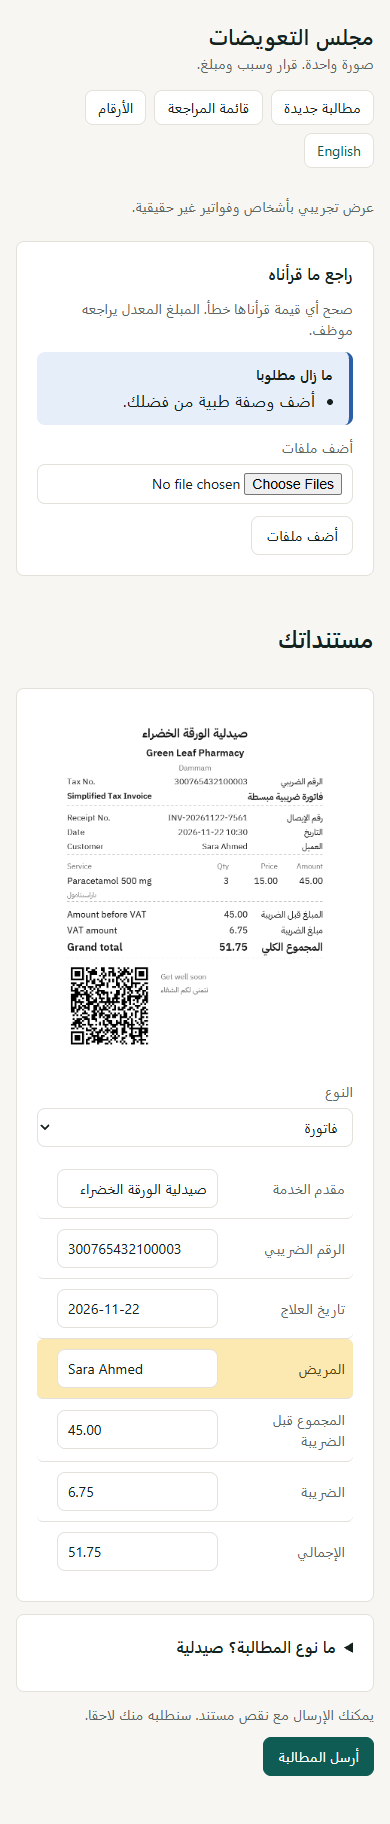 مجلس التعويضات
صورة واحدة. قرار وسبب ومبلغ.
مطالبة جديدة
قائمة المراجعة
الأرقام
English
عرض تجريبي بأشخاص وفواتير غير حقيقية.
راجع ما قرأناه
صحح أي قيمة قرأناها خطأ. المبلغ المعدل يراجعه
موظف.
ما زال مطلوبا
أضف وصفة طبية من فضلك.
أضف ملفات
Choose Files No file chosen
أضف ملفات
مستنداتك
صيدلية الورقة الخضراء
Green Leaf Pharmacy
Dammam
Tax No. 300765432100003 الرقم الضريبي
Simplified Tax Invoice فاتورة ضريبية مبسطة
Receipt No. INV-20261122-7561 رقم الإيصال
Date 2026-11-22 10:30 التاريخ
Customer Sara Ahmed العميل
Service Qty Price Amount
Paracetamol 500 mg 3 15.00 45.00
باراسيتامول
Amount before VAT 45.00 المبلغ قبل الضريبة
VAT amount 6.75 مبلغ الضريبة
Grand total 51.75 المجموع الكلي
Get well soon
نتمنى لكم الشفاء
النوع
فاتورة
مقدم الخدمة صيدلية الورقة الخضراء
الرقم الضريبي 300765432100003
تاريخ العلاج 2026-11-22
المريض Sara Ahmed
المجموع قبل
الضريبة 45.00
الضريبة 6.75
الإجمالي 51.75
ما نوع المطالبة؟ صيدلية
يمكنك الإرسال مع نقص مستند. سنطلبه منك لاحقا.
أرسل المطالبة